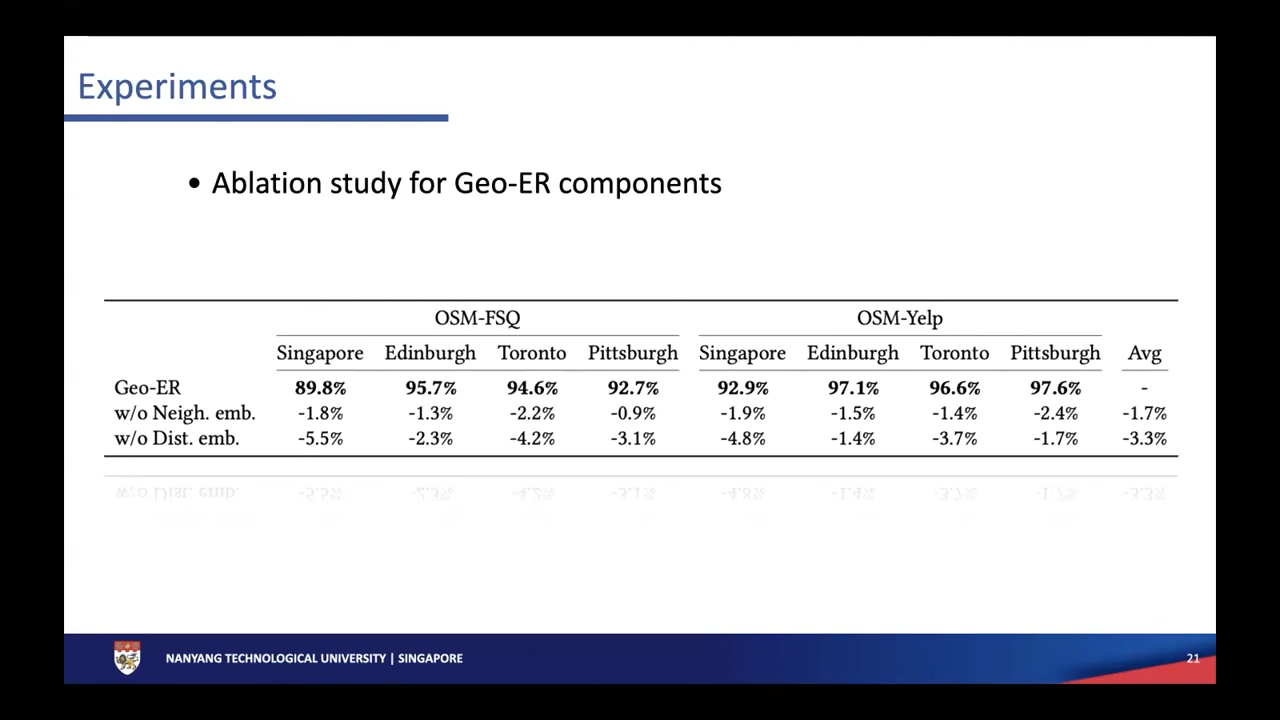 Experiments
• Ablation study for Geo-ER components
OSM-FSQ OSM-Yelp
Singapore Edinburgh Toronto Pittsburgh Singapore Edinburgh Toronto Pittsburgh Avg
Geo-ER 89.8% 95.7% 94.6% 92.7% 92.9% 97.1% 96.6% 97.6% -
w/o Neigh. emb. -1.8% -1.3% -2.2% -0.9% -1.9% -1.5% -1.4% -2.4% -1.7%
w/o Dist. emb. -5.5% -2.3% -4.2% -3.1% -4.8% -1.4% -3.7% -1.7% -3.3%
NANYANG TECHNOLOGICAL UNIVERSITY | SINGAPORE 21